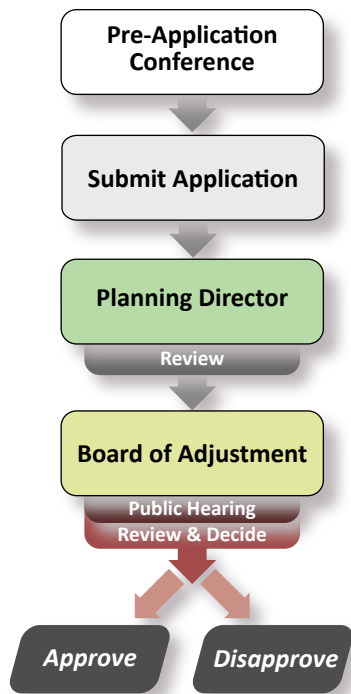 Pre-Application
Conference
Submit Application
Planning Director
Review
Board of Adjustment
Public Hearing
Review & Decide
Approve
Disapprove